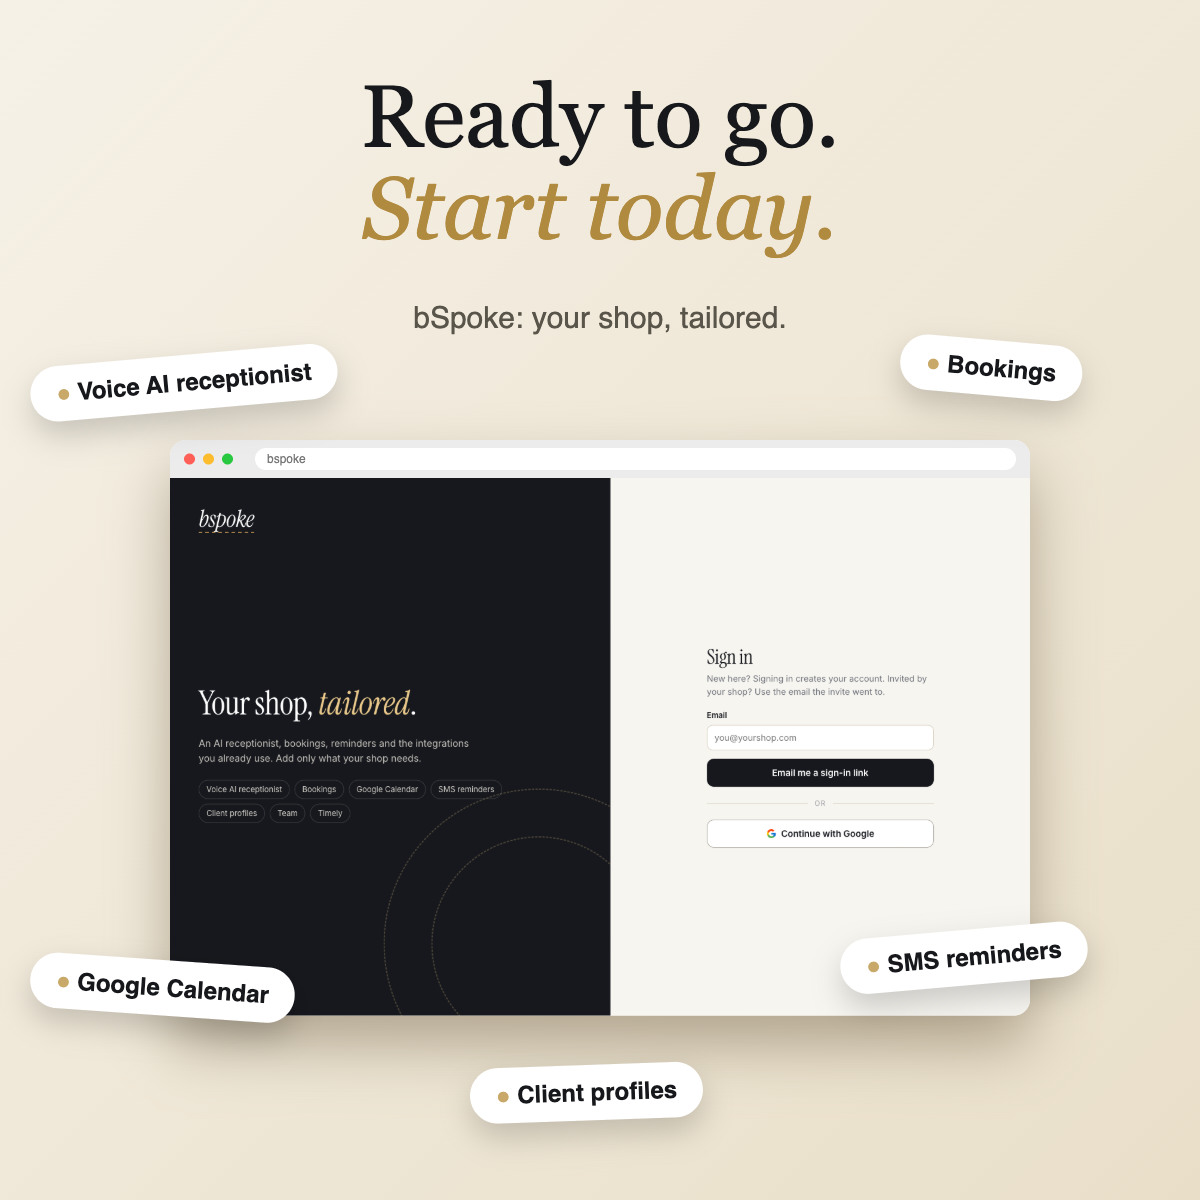 Ready to go.
Start today.
bSpoke: your shop, tailored.
Voice AI receptionist
Bookings
bspoke
bspoke
Your shop, tailored.
An AI receptionist, bookings, reminders and the integrations
you already use. Add only what your shop needs.
Voice AI receptionist
Bookings
Google Calendar
SMS reminders
Client profiles
Team
Timely
Sign in
New here? Signing in creates your account. Invited by
your shop? Use the email the invite went to.
Email
you@yourshop.com
Email me a sign-in link
OR
Continue with Google
Google Calendar
SMS reminders
Client profiles